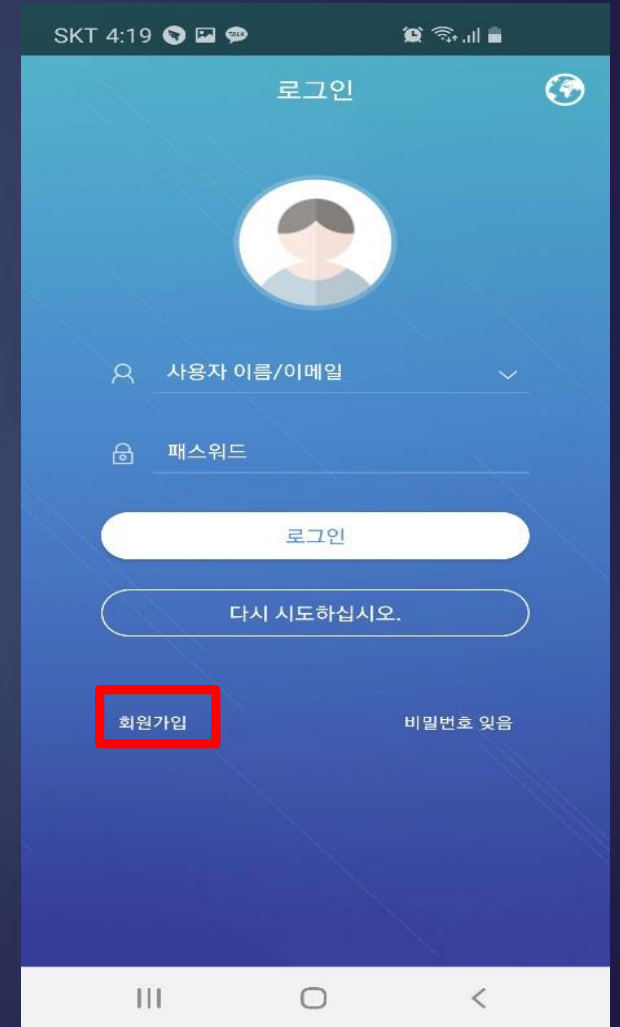 SKT 4:19
로그인
사용자 이름/이메일
패스워드
로그인
다시 시도하십시오.
회원가입
비밀번호 잊음